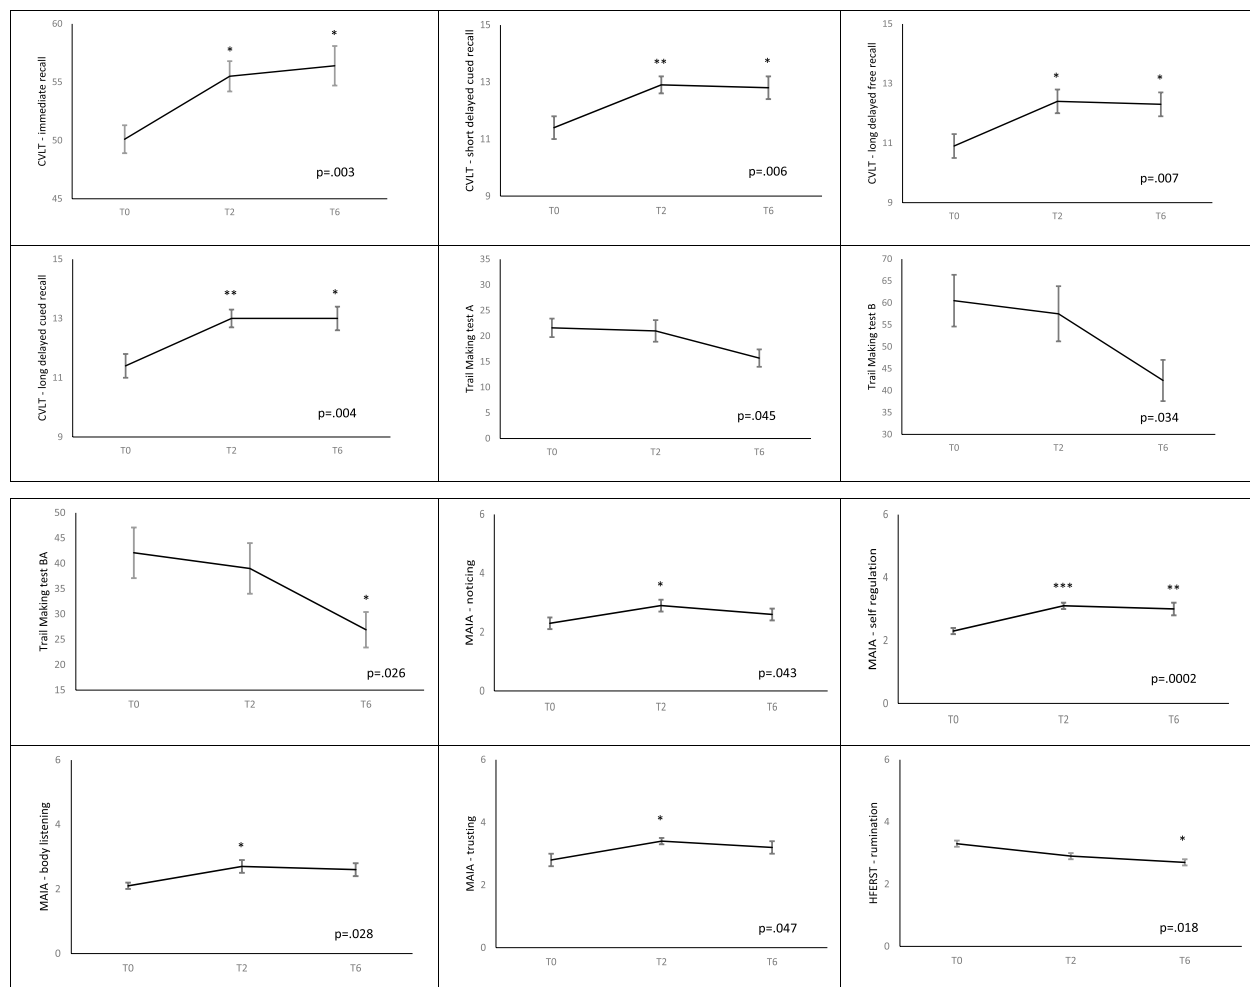 CVLT - immediate recall
60
55
50
45
* *
p=.003
T0 T2 T6
CVLT - short delayed cued recall
15
13
11
9
** *
p=.006
T0 T2 T6
CVLT - long delayed free recall
15
13
11
9
* *
p=.007
T0 T2 T6
CVLT - long delayed cued recall
15
13
11
9
** *
p=.004
T0 T2 T6
Trail Making test A
35
30
25
20
15
10
5
0
p=.045
T0 T2 T6
Trail Making test B
70
65
60
55
50
45
40
35
30
p=.034
T0 T2 T6
Trail Making test BA
50
45
40
35
30
25
20
15
*
p=.026
T0 T2 T6
MAIA - noticing
6
4
2
0
*
p=.043
T0 T2 T6
MAIA - self regulation
6
4
2
0
*** **
p=.0002
T0 T2 T6
MAIA - body listening
6
4
2
0
*
p=.028
T0 T2 T6
MAIA - trusting
6
4
2
0
*
p=.047
T0 T2 T6
HFERST - rumination
6
4
2
0
*
p=.018
T0 T2 T6